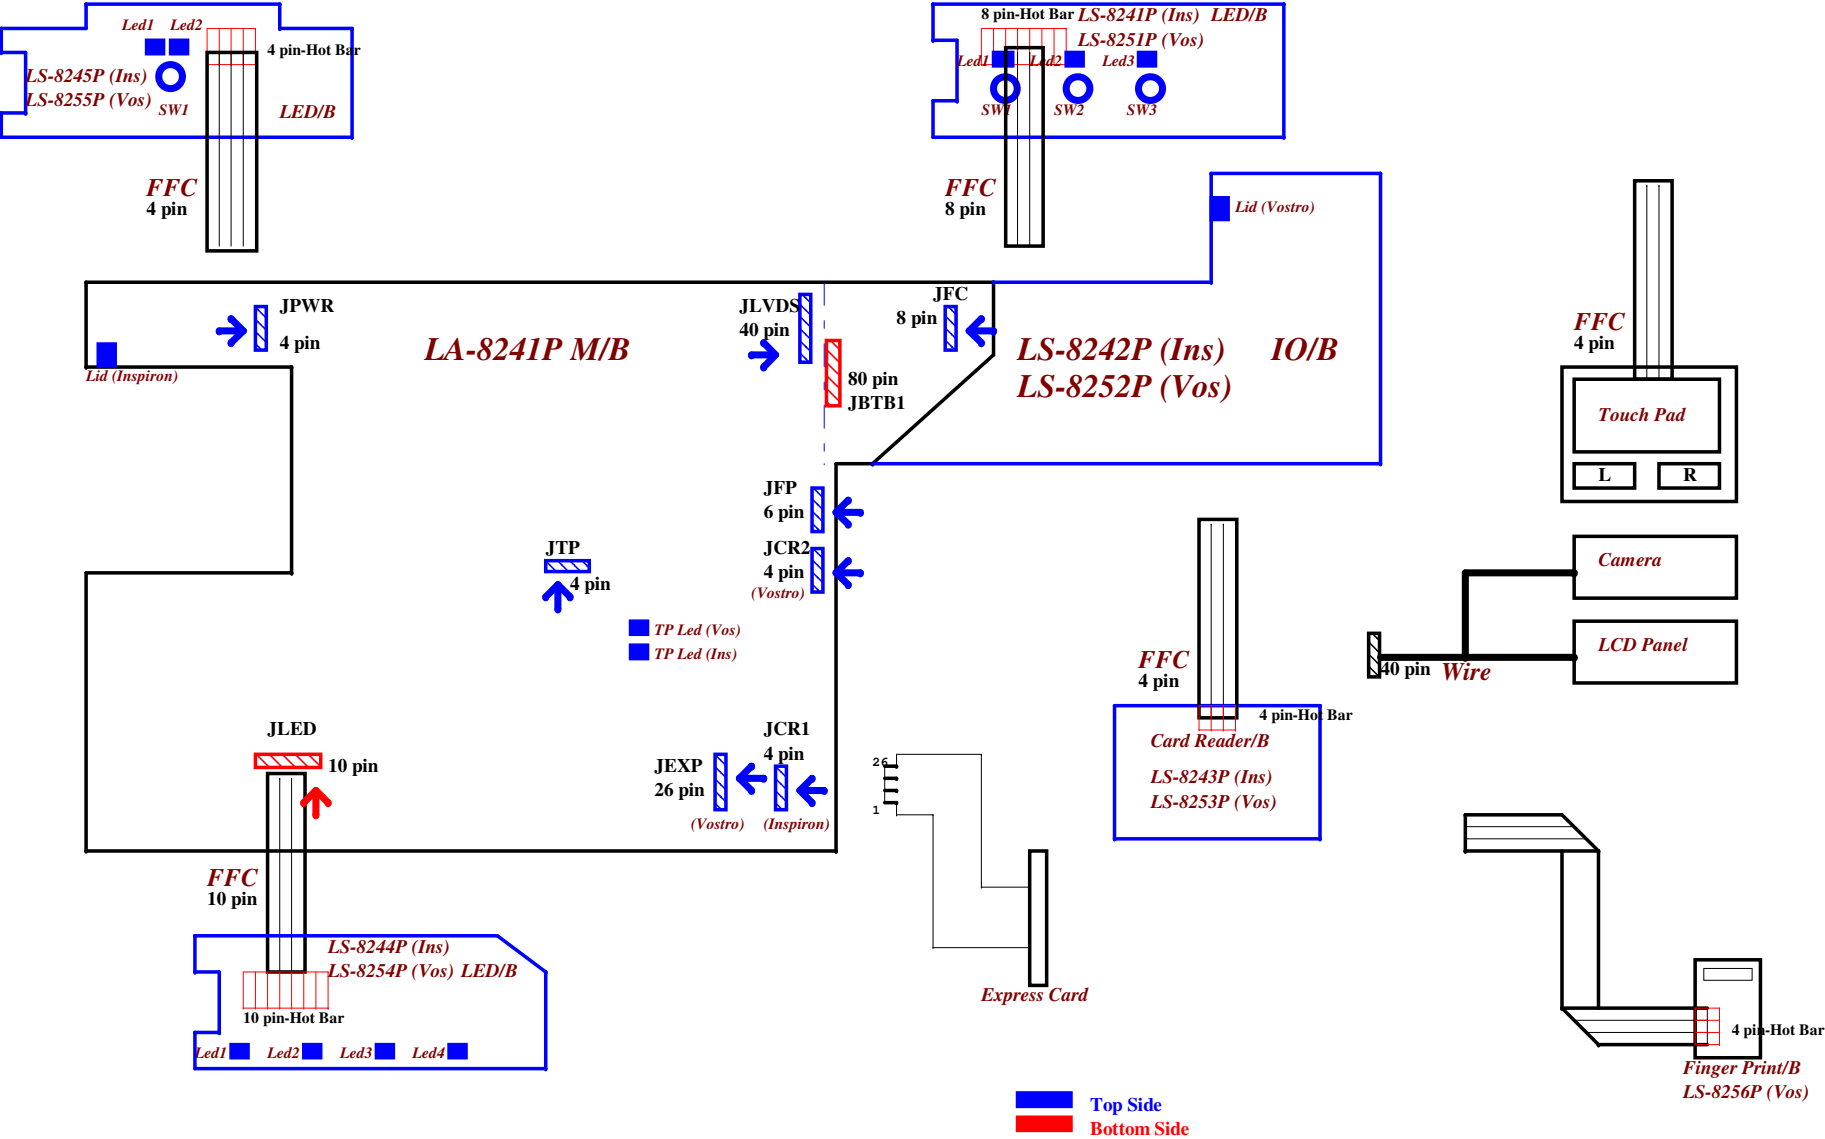 Led1 Led2
4 pin-Hot Bar
LS-8245P (Ins)
LS-8255P (Vos)
SW1
LED/B
FFC
4 pin
8 pin-Hot Bar LS-8241P (Ins) LED/B
LS-8251P (Vos)
Led1 Led2 Led3
SW1 SW2 SW3
FFC
8 pin
Lid (Vostro)
JPWR
4 pin
Lid (Inspiron)
LA-8241P M/B
JLVDS
40 pin
80 pin
JBTB1
JFC
8 pin
LS-8242P (Ins) IO/B
LS-8252P (Vos)
FFC
4 pin
Touch Pad
L R
JFP
6 pin
JCR2
4 pin
(Vostro)
JTP
4 pin
TP Led (Vos)
TP Led (Ins)
Camera
LCD Panel
40 pin Wire
FFC
4 pin
4 pin-Hot Bar
Card Reader/B
LS-8243P (Ins)
LS-8253P (Vos)
JLED
10 pin
JEXP
26 pin
(Vostro)
JCR1
4 pin
(Inspiron)
26
1
Express Card
FFC
10 pin
LS-8244P (Ins)
LS-8254P (Vos) LED/B
10 pin-Hot Bar
Led1 Led2 Led3 Led4
4 pin-Hot Bar
Finger Print/B
LS-8256P (Vos)
Top Side
Bottom Side